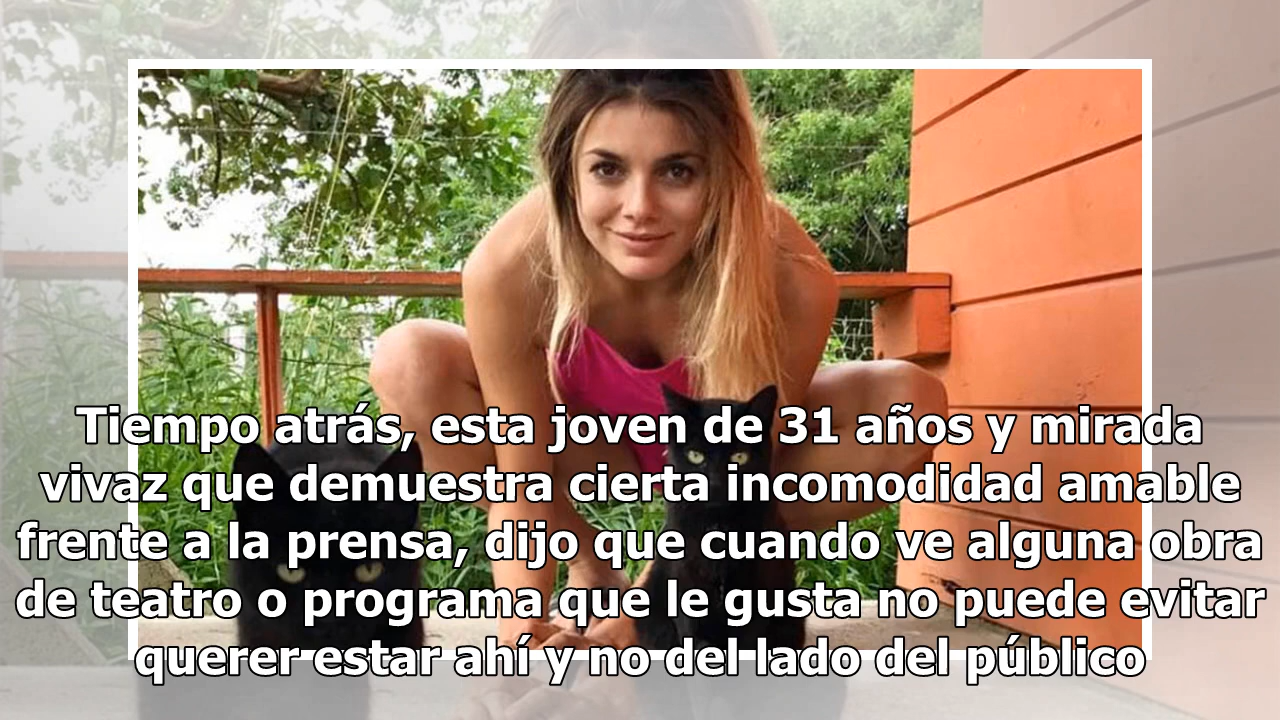 Tiempo atrás, esta joven de 31 años y mirada
vivaz que demuestra cierta incomodidad amable
frente a la prensa, dijo que cuando ve alguna obra
de teatro o programa que le gusta no puede evitar
querer estar ahí y no del lado del público